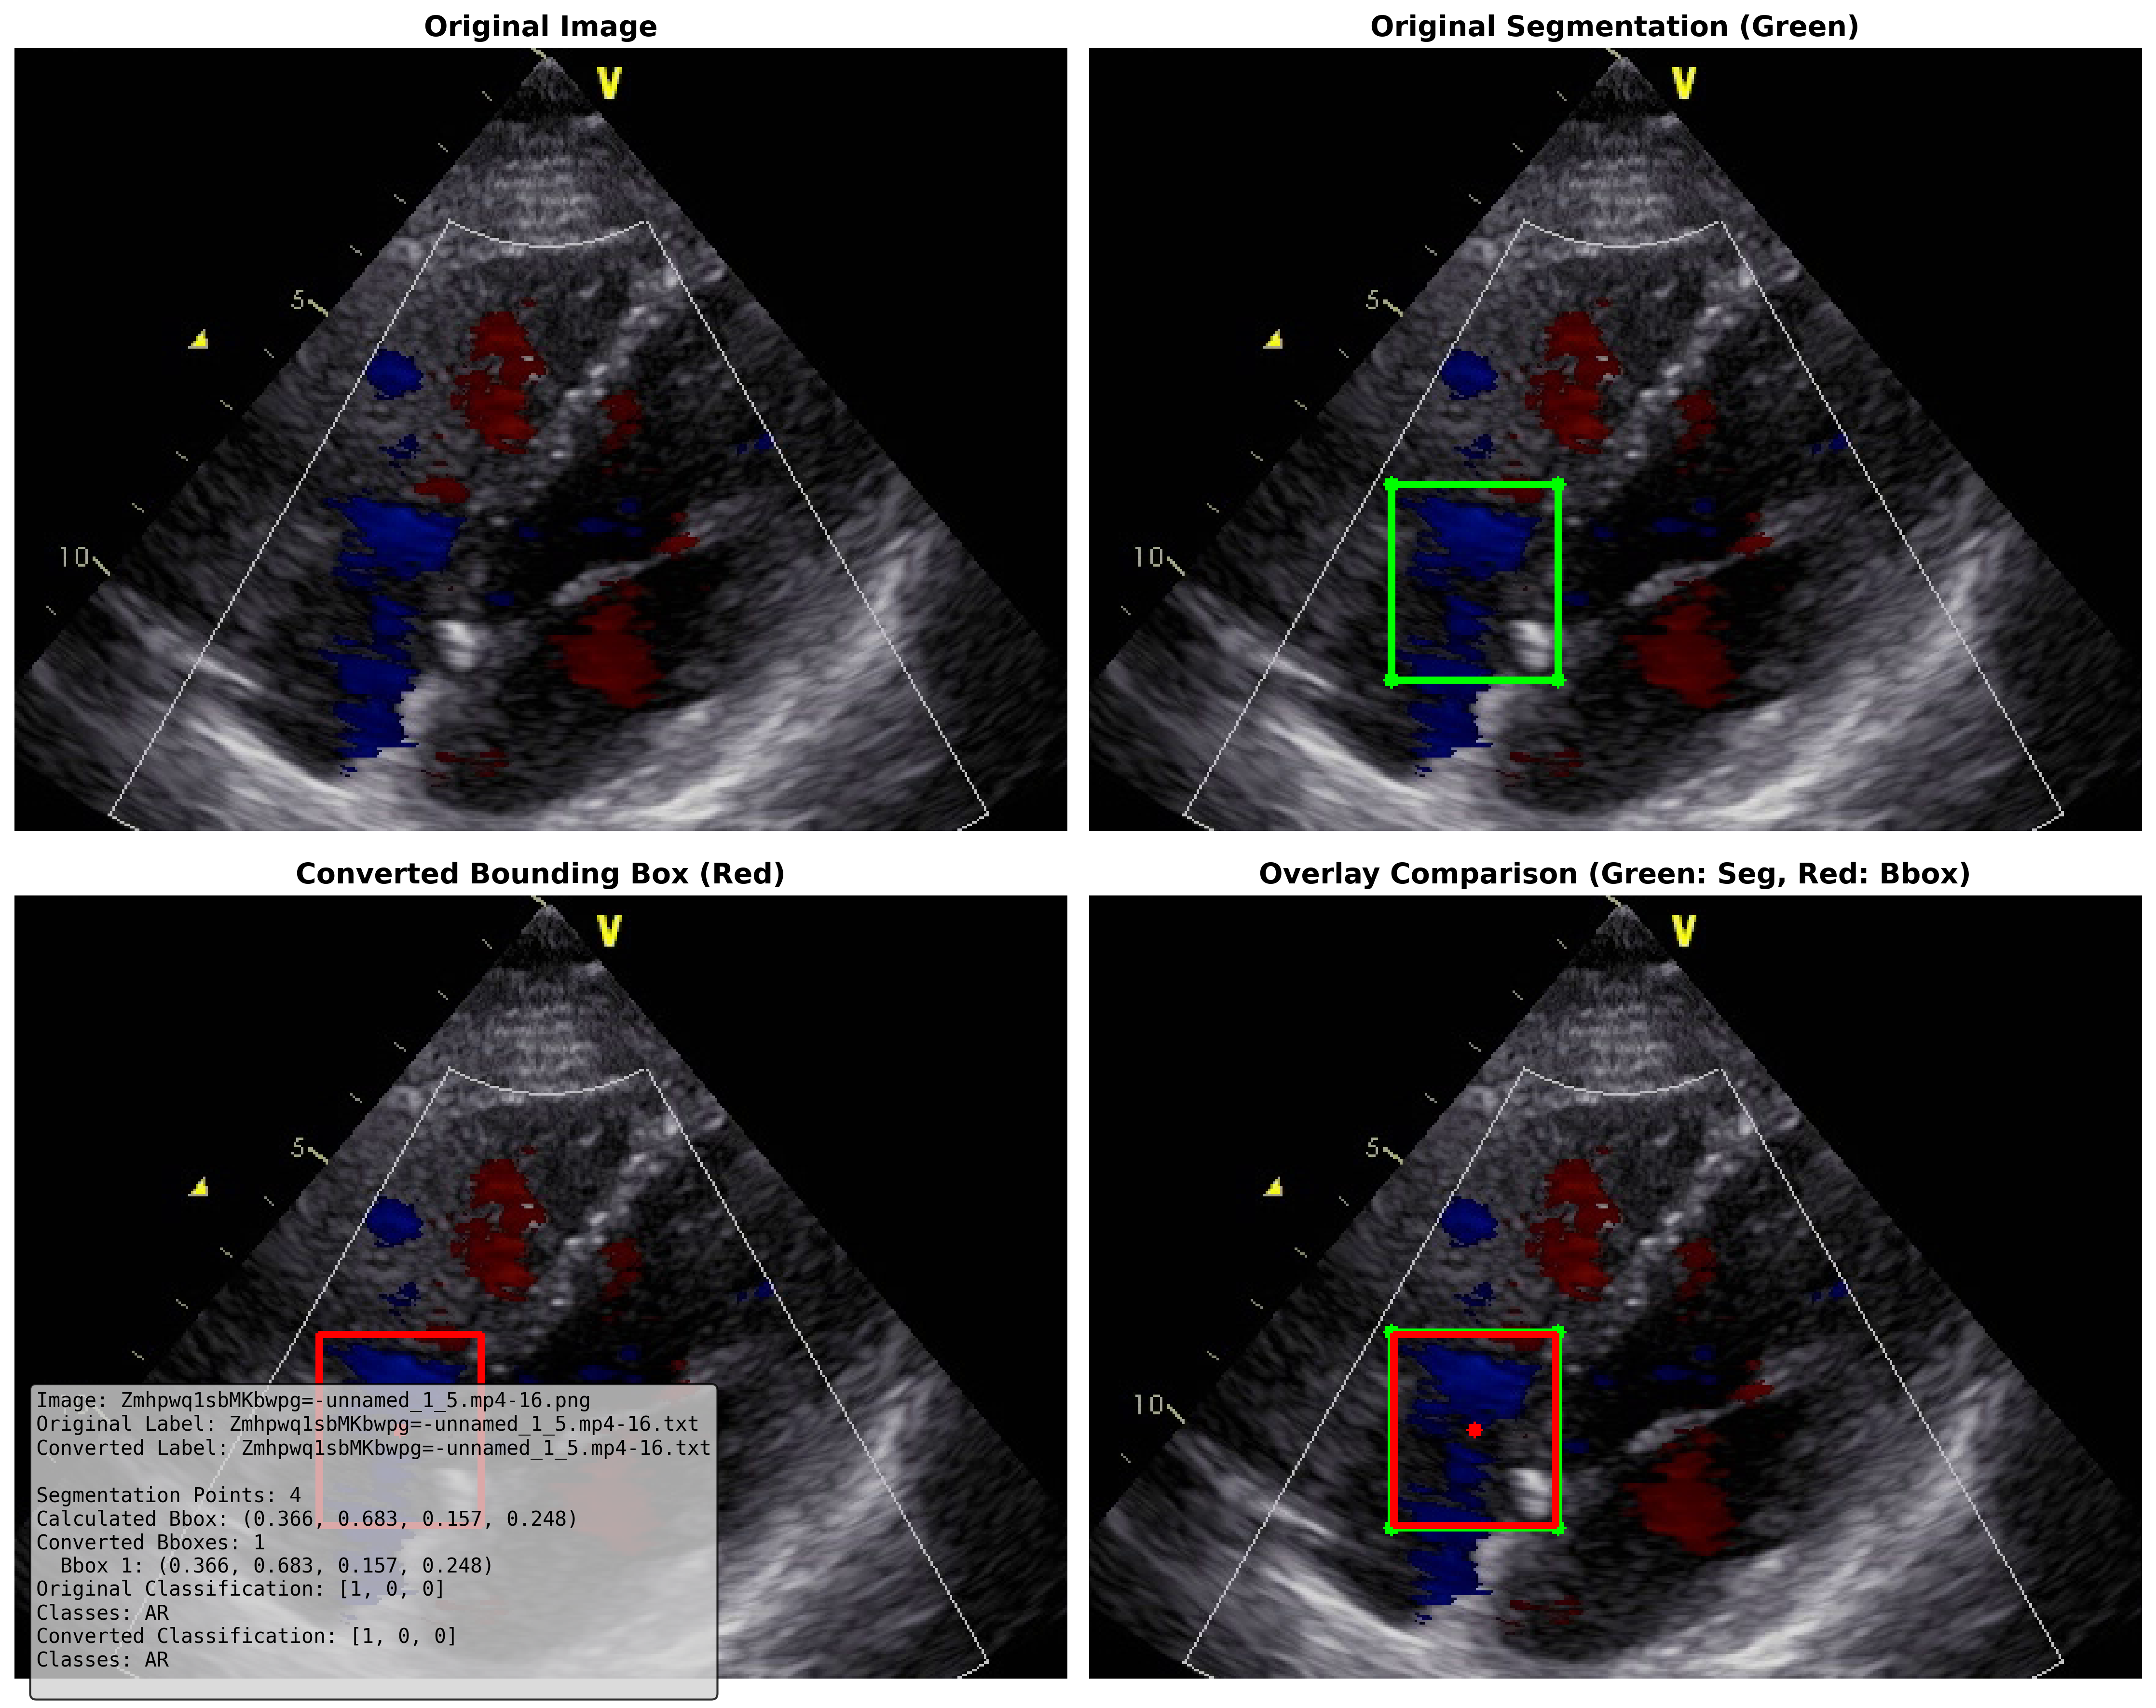 Original Image
Original Segmentation (Green)
V
5
10
V
5
10
Converted Bounding Box (Red)
Overlay Comparison (Green: Seg, Red: Bbox)
V
5
Image: Zmhpwq1sbMKbwpg=-unnamed_1_5.mp4-16.png
Original Label: Zmhpwq1sbMKbwpg=-unnamed_1_5.mp4-16.txt
Converted Label: Zmhpwq1sbMKbwpg=-unnamed_1_5.mp4-16.txt
Segmentation Points: 4
Calculated Bbox: (0.366, 0.683, 0.157, 0.248)
Converted Bboxes: 1
Bbox 1: (0.366, 0.683, 0.157, 0.248)
Original Classification: [1, 0, 0]
Classes: AR
Converted Classification: [1, 0, 0]
Classes: AR
V
5
10